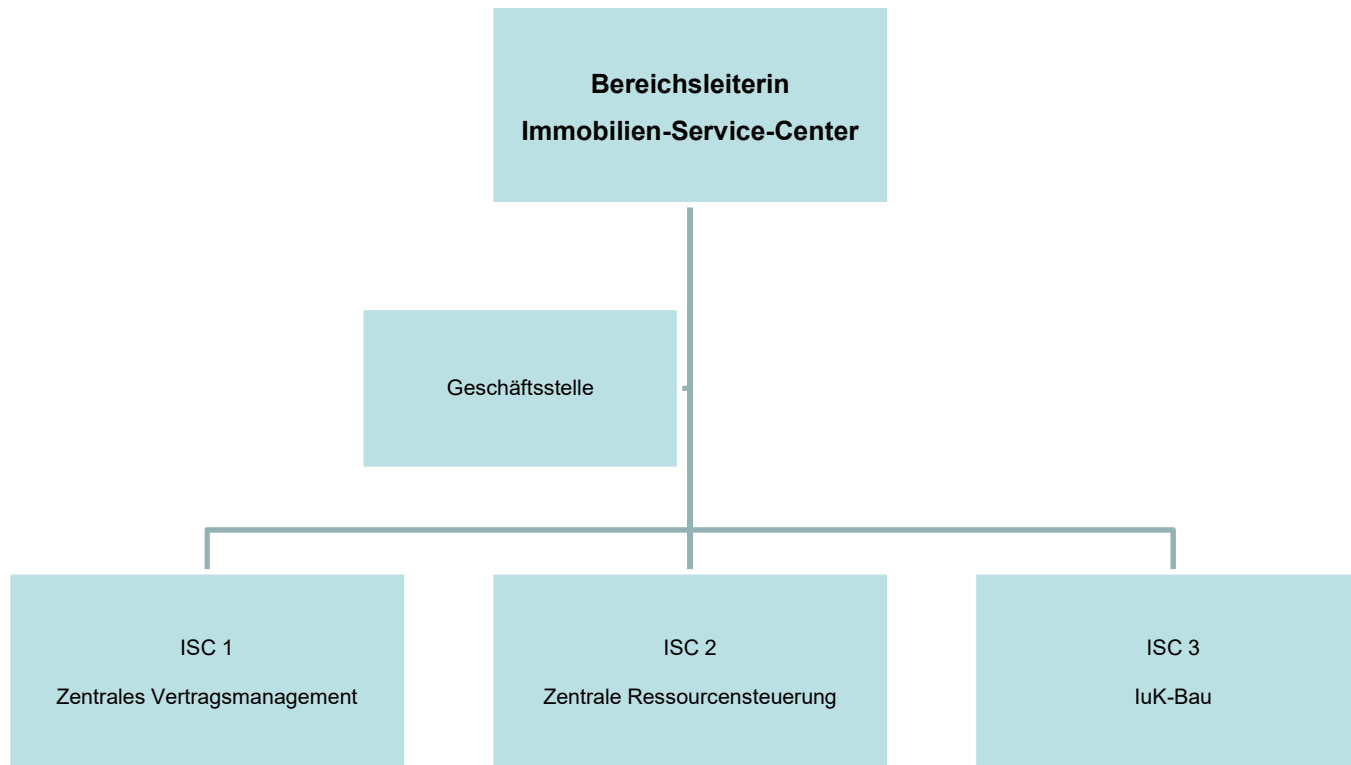 Bereichsleiterin
Immobilien-Service-Center
Geschäftsstelle
ISC 1
Zentrales Vertragsmanagement
ISC 2
Zentrale Ressourcensteuerung
ISC 3
IuK-Bau